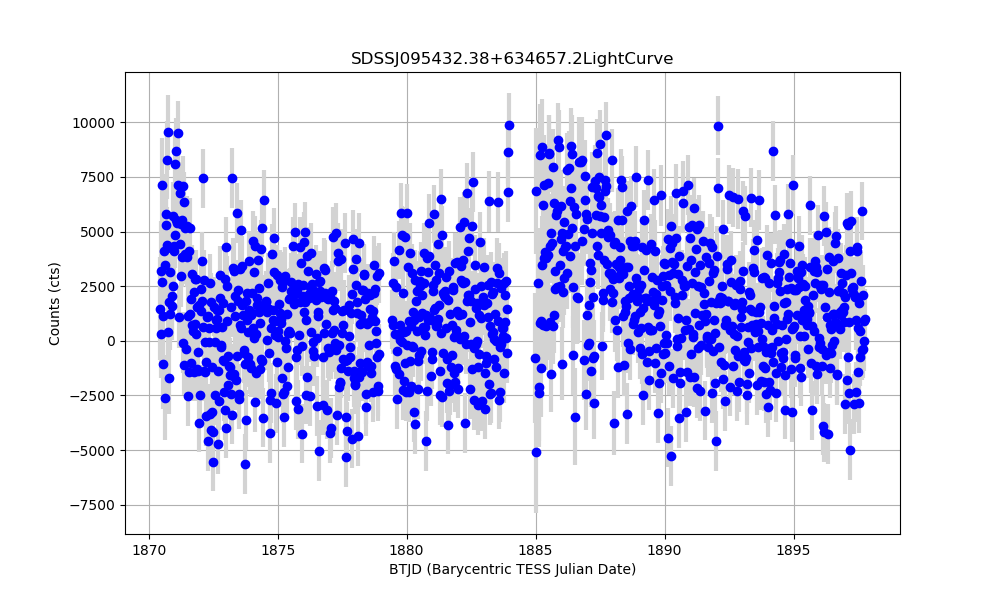 SDSSJ095432.38+634657.2LightCurve
Counts (cts)
10000
7500
5000
2500
0
−2500
−5000
−7500
1870 1875 1880 1885 1890 1895
BTJD (Barycentric TESS Julian Date)